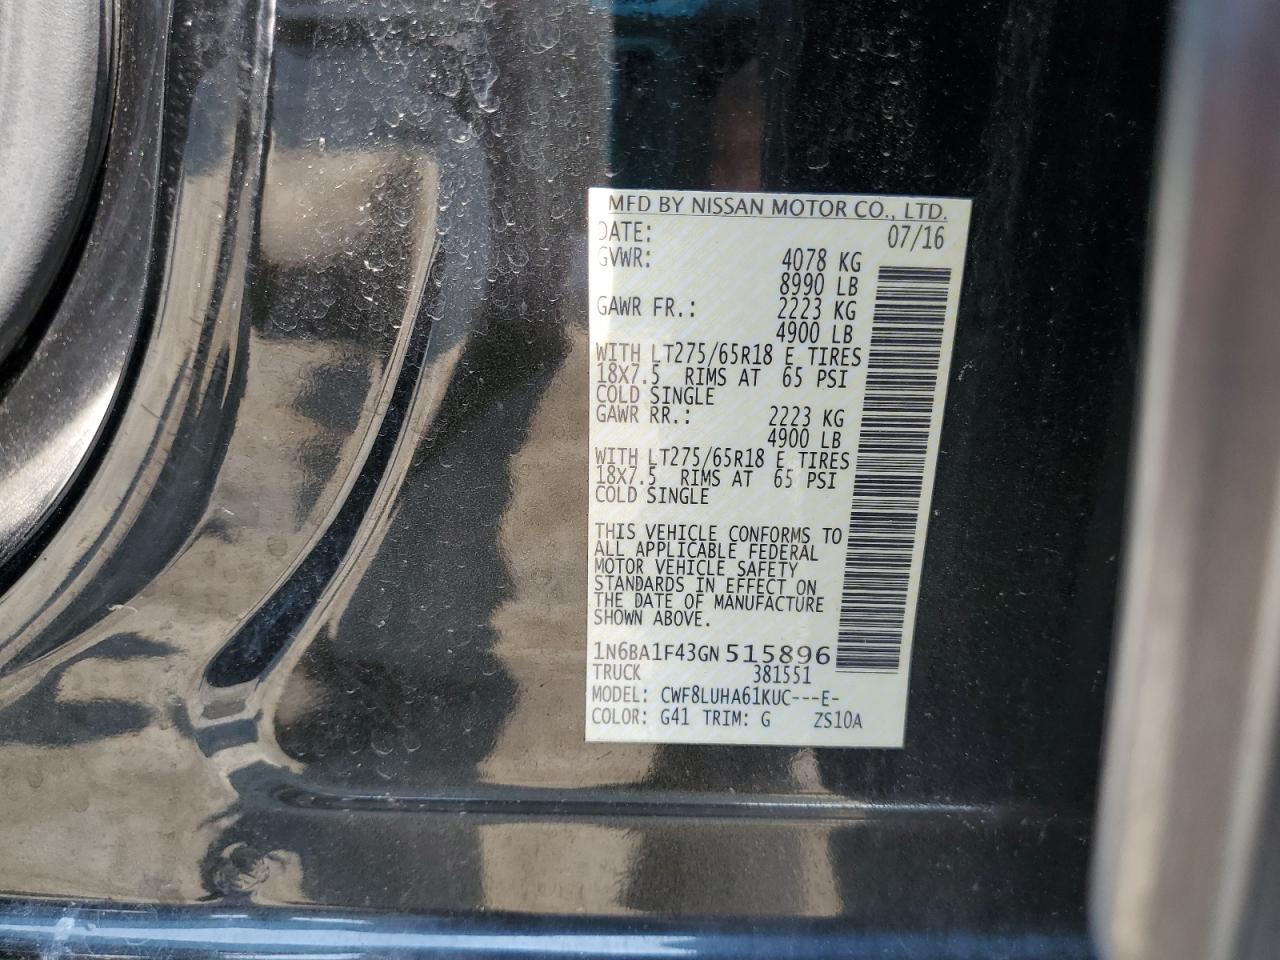 MFD BY NISSAN MOTOR CO., LTD.
DATE: 07/16
GVWR: 4078 KG
8990 LB
GAWR FR.: 2223 KG
4900 LB
WITH LT275/65R18 E TIRES
18X7.5 RIMS AT 65 PSI
COLD SINGLE
GAWR RR.: 2223 KG
4900 LB
WITH LT275/65R18 E TIRES
18X7.5 RIMS AT 65 PSI
COLD SINGLE
THIS VEHICLE CONFORMS TO
ALL APPLICABLE FEDERAL
MOTOR VEHICLE SAFETY
STANDARDS IN EFFECT ON
THE DATE OF MANUFACTURE
SHOWN ABOVE.
1N6BA1F43GN515896
TRUCK 381551
MODEL: CWF8LUHA61KUC---E-
COLOR: G41 TRIM: G ZS10A